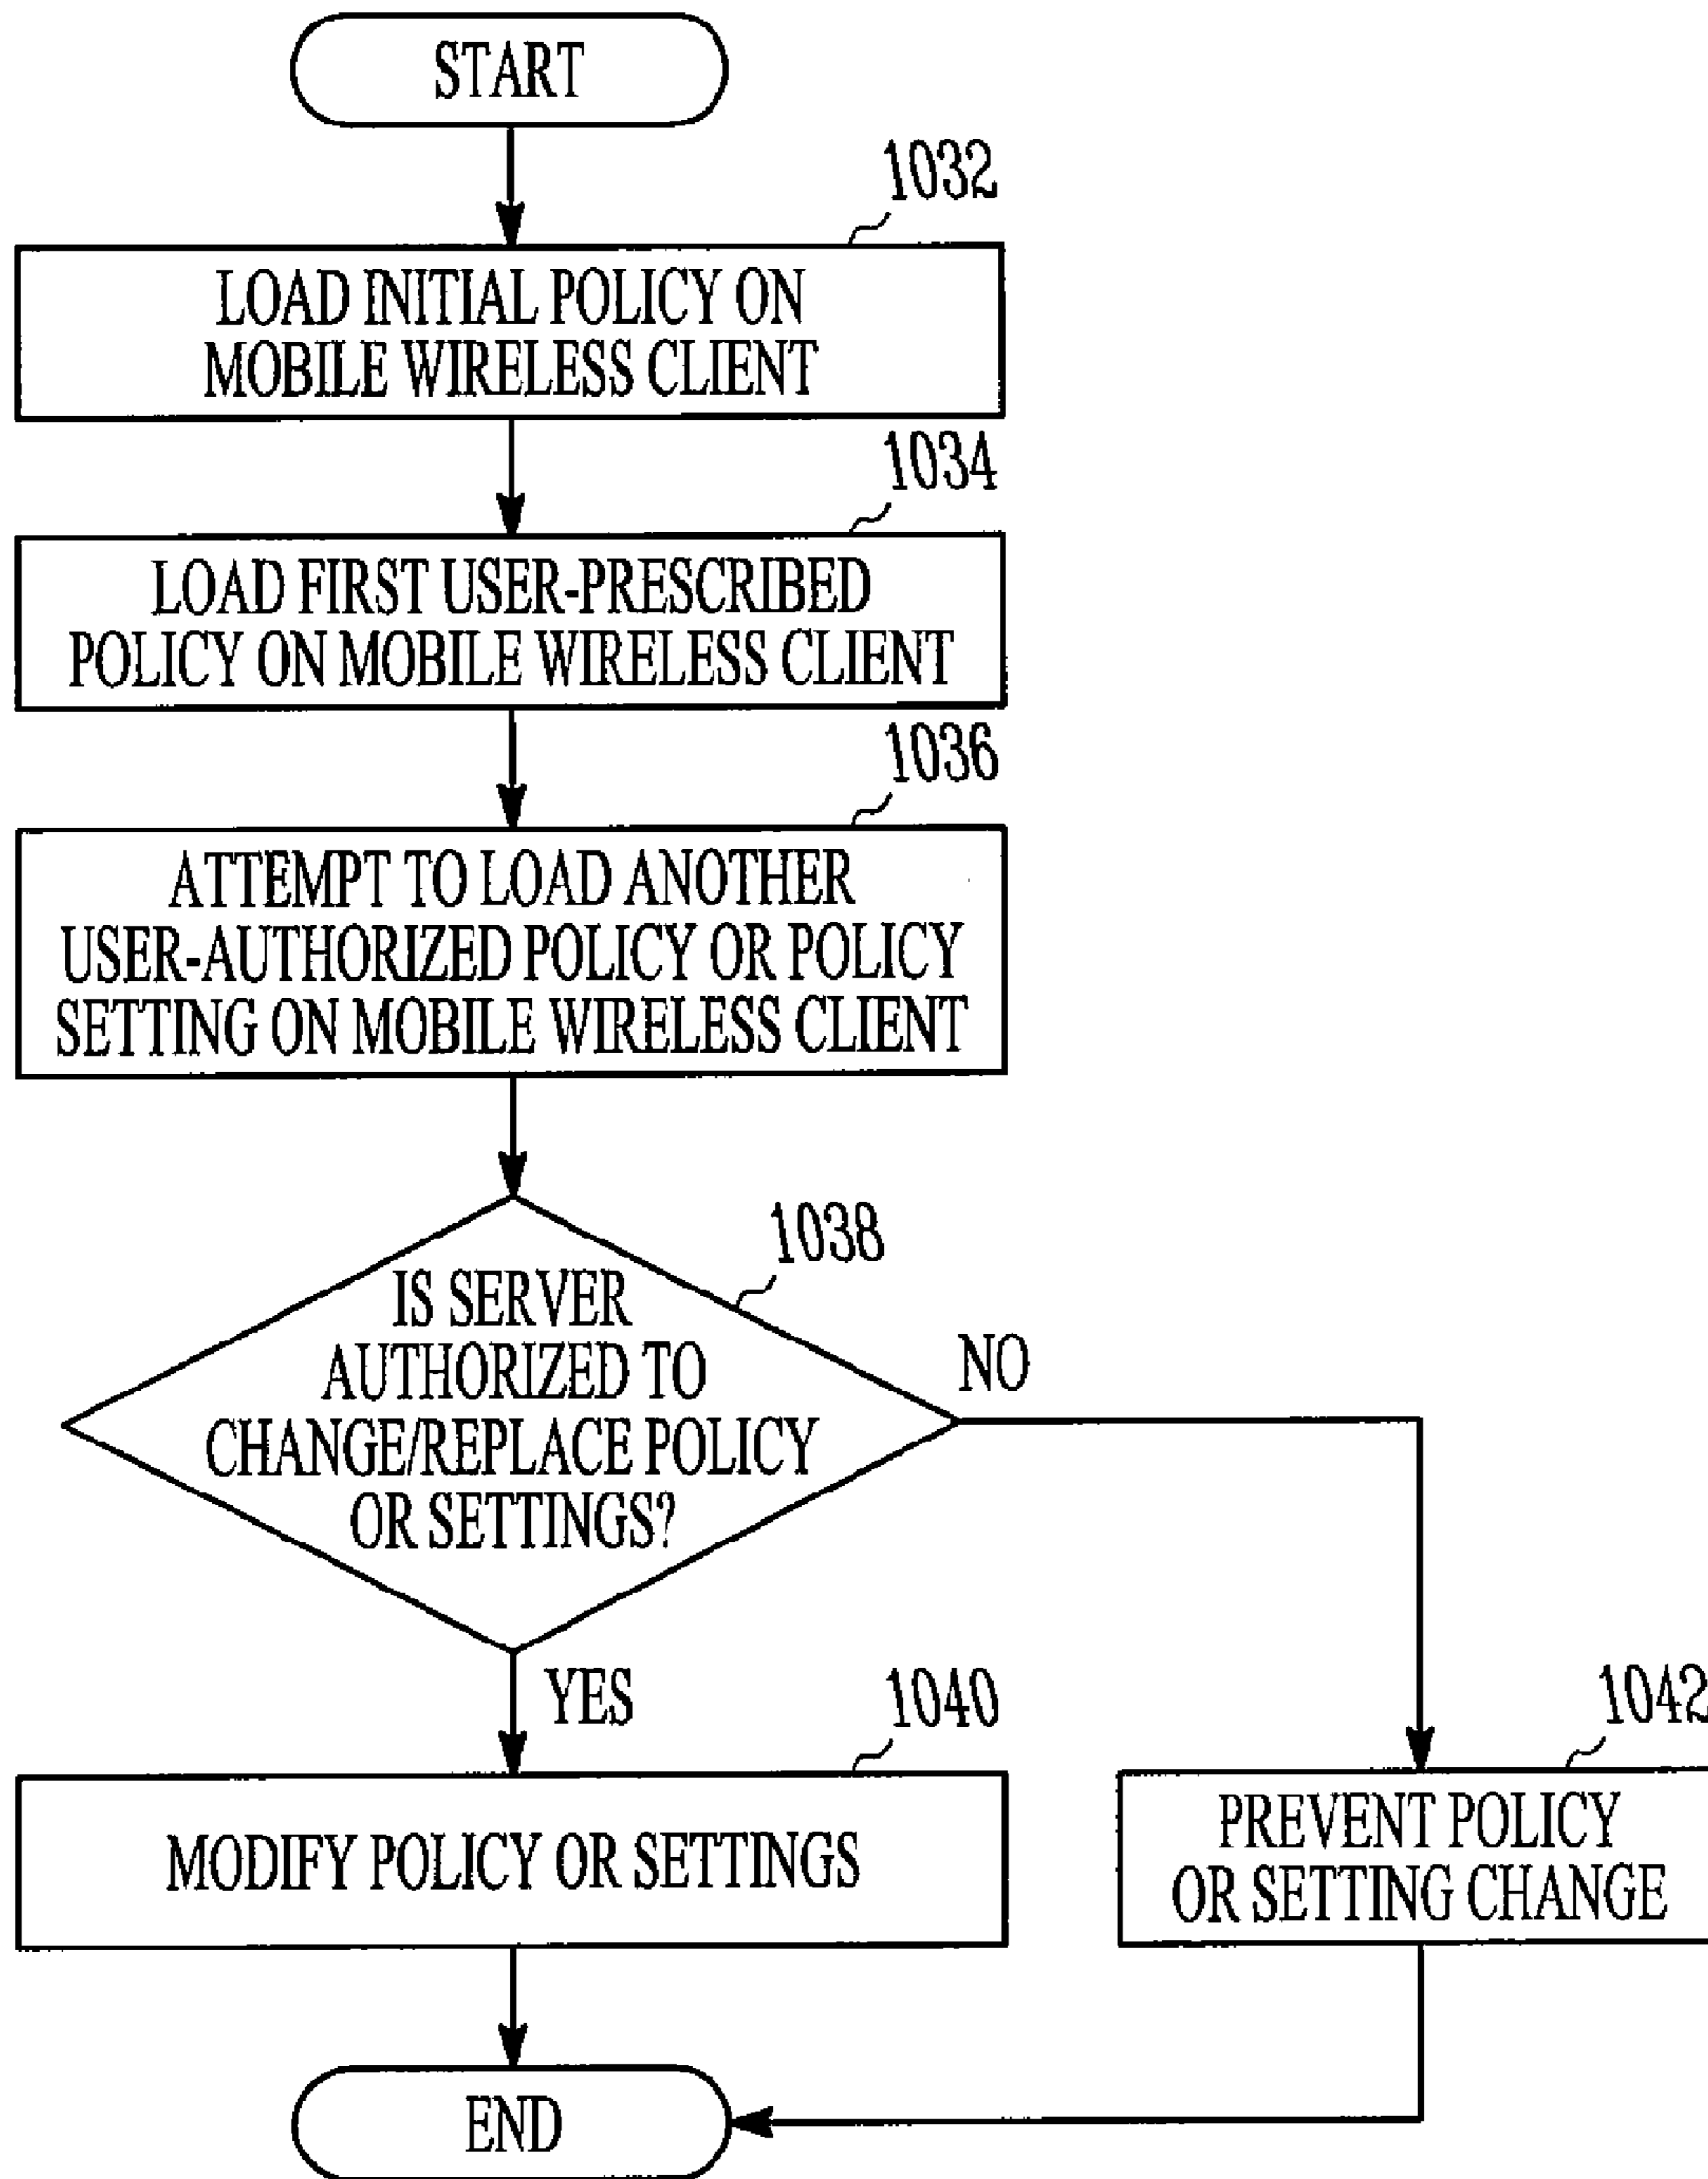 START
1032
LOAD INITIAL POLICY ON
MOBILE WIRELESS CLIENT
1034
LOAD FIRST USER-PRESCRIBED
POLICY ON MOBILE WIRELESS CLIENT
1036
ATTEMPT TO LOAD ANOTHER
USER-AUTHORIZED POLICY OR POLICY
SETTING ON MOBILE WIRELESS CLIENT
1038
IS SERVER
AUTHORIZED TO
CHANGE/REPLACE POLICY
OR SETTINGS?
NO
YES
1040
MODIFY POLICY OR SETTINGS
1042
PREVENT POLICY
OR SETTING CHANGE
END